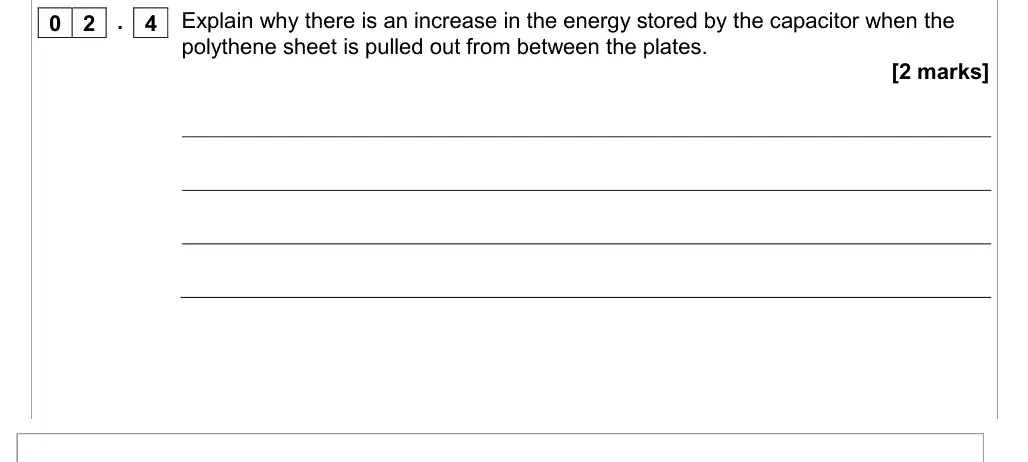 0 2 . 4 Explain why there is an increase in the energy stored by the capacitor when the
polythene sheet is pulled out from between the plates.
[2 marks]